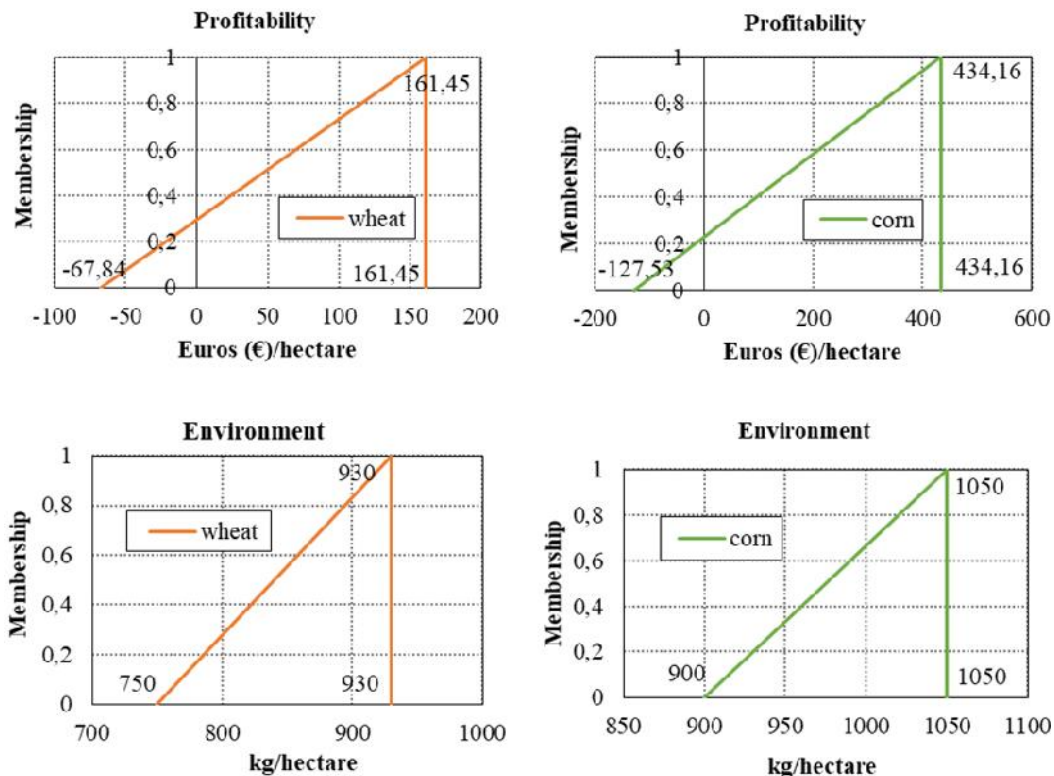 Profitability
1
161,45
0,8
0,6
0,4
wheat
0,2
-67,84
161,45
0
-100 -50 0 50 100 150 200
Membership
Euros (€)/hectare
Profitability
1
434,16
0,8
0,6
0,4
corn
0,2
-127,53
434,16
0
-200 0 200 400 600
Membership
Euros (€)/hectare
Environment
1
930
0,8
wheat
0,6
0,4
0,2
750
930
0
700 800 900 1000
Membership
kg/hectare
Environment
1
1050
0,8
0,6
corn
0,4
0,2
900
1050
0
850 900 950 1000 1050 1100
Membership
kg/hectare